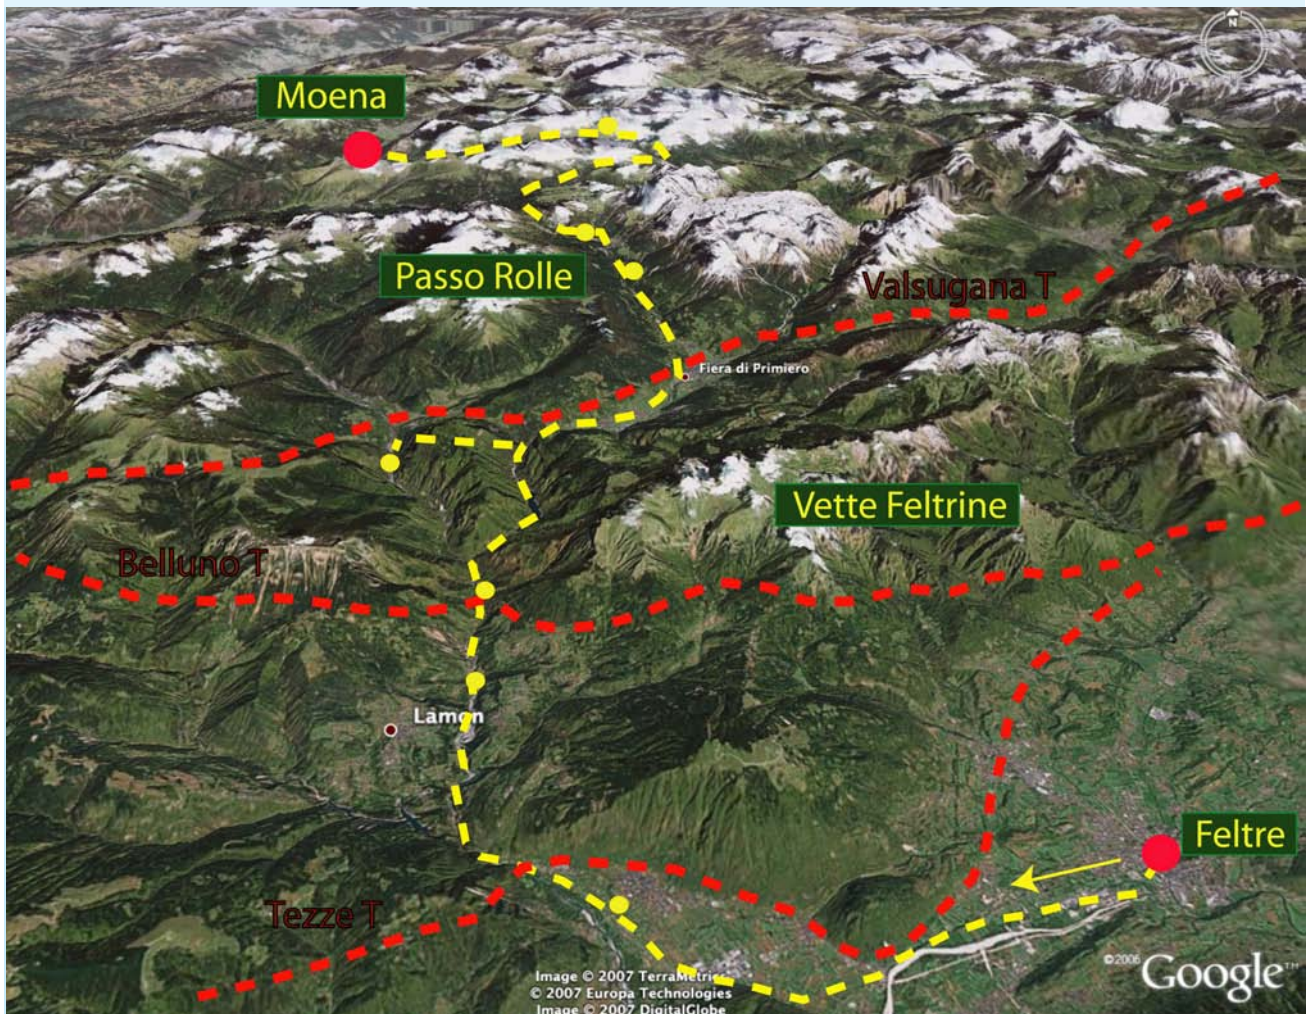 N
Moena
Passo Rolle
Valsugana T
Fiera di Primiero
Vette Feltrine
Belluno T
Lamon
Feltre
Tezze T
Image © 2007 TerraMetrics
© 2007 Europa Technologies
Image © 2007 DigitalGlobe
©2006 Google™